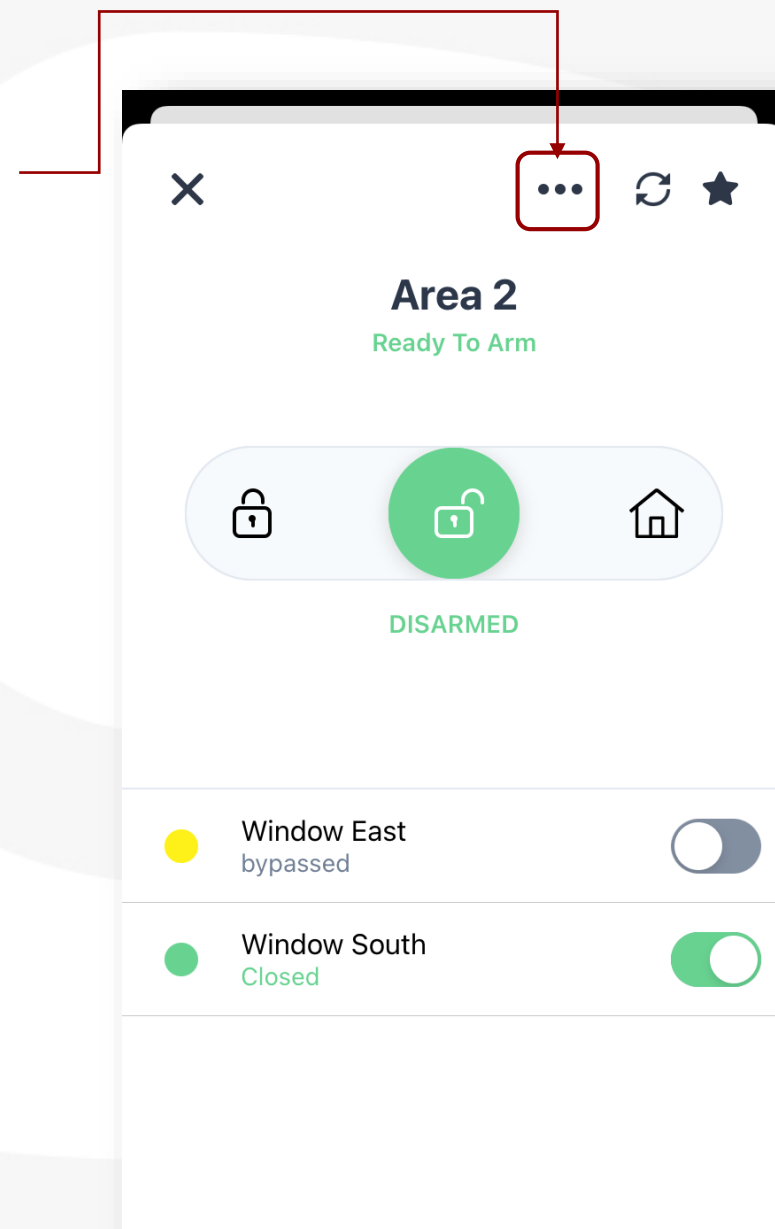 Area 2
Ready To Arm
DISARMED
Window East
bypassed
Window South
Closed